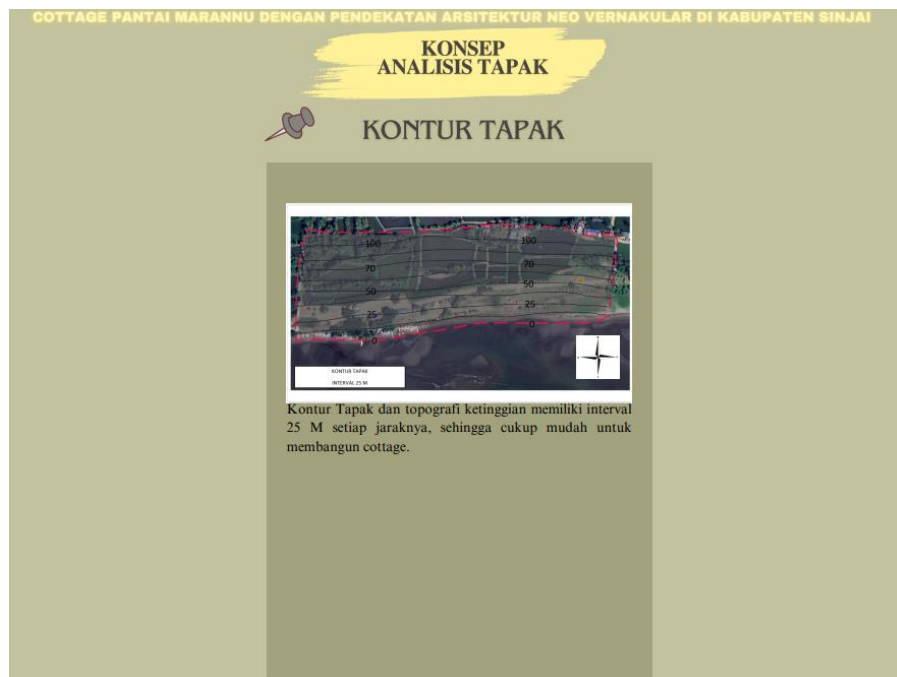 COTTAGE PANTAI MARANNU DENGAN PENDEKATAN ARSITEKTUR NEO VERNAKULAR DI KABUPATEN SINJAI
KONSEP
ANALISIS TAPAK
KONTUR TAPAK
100 100
70 70
50 50
25 25
0 0
KONTUR TAPAK
INTERVAL 25 M
Kontur Tapak dan topografi ketinggian memiliki interval
25 M setiap jaraknya, sehingga cukup mudah untuk
membangun cottage.